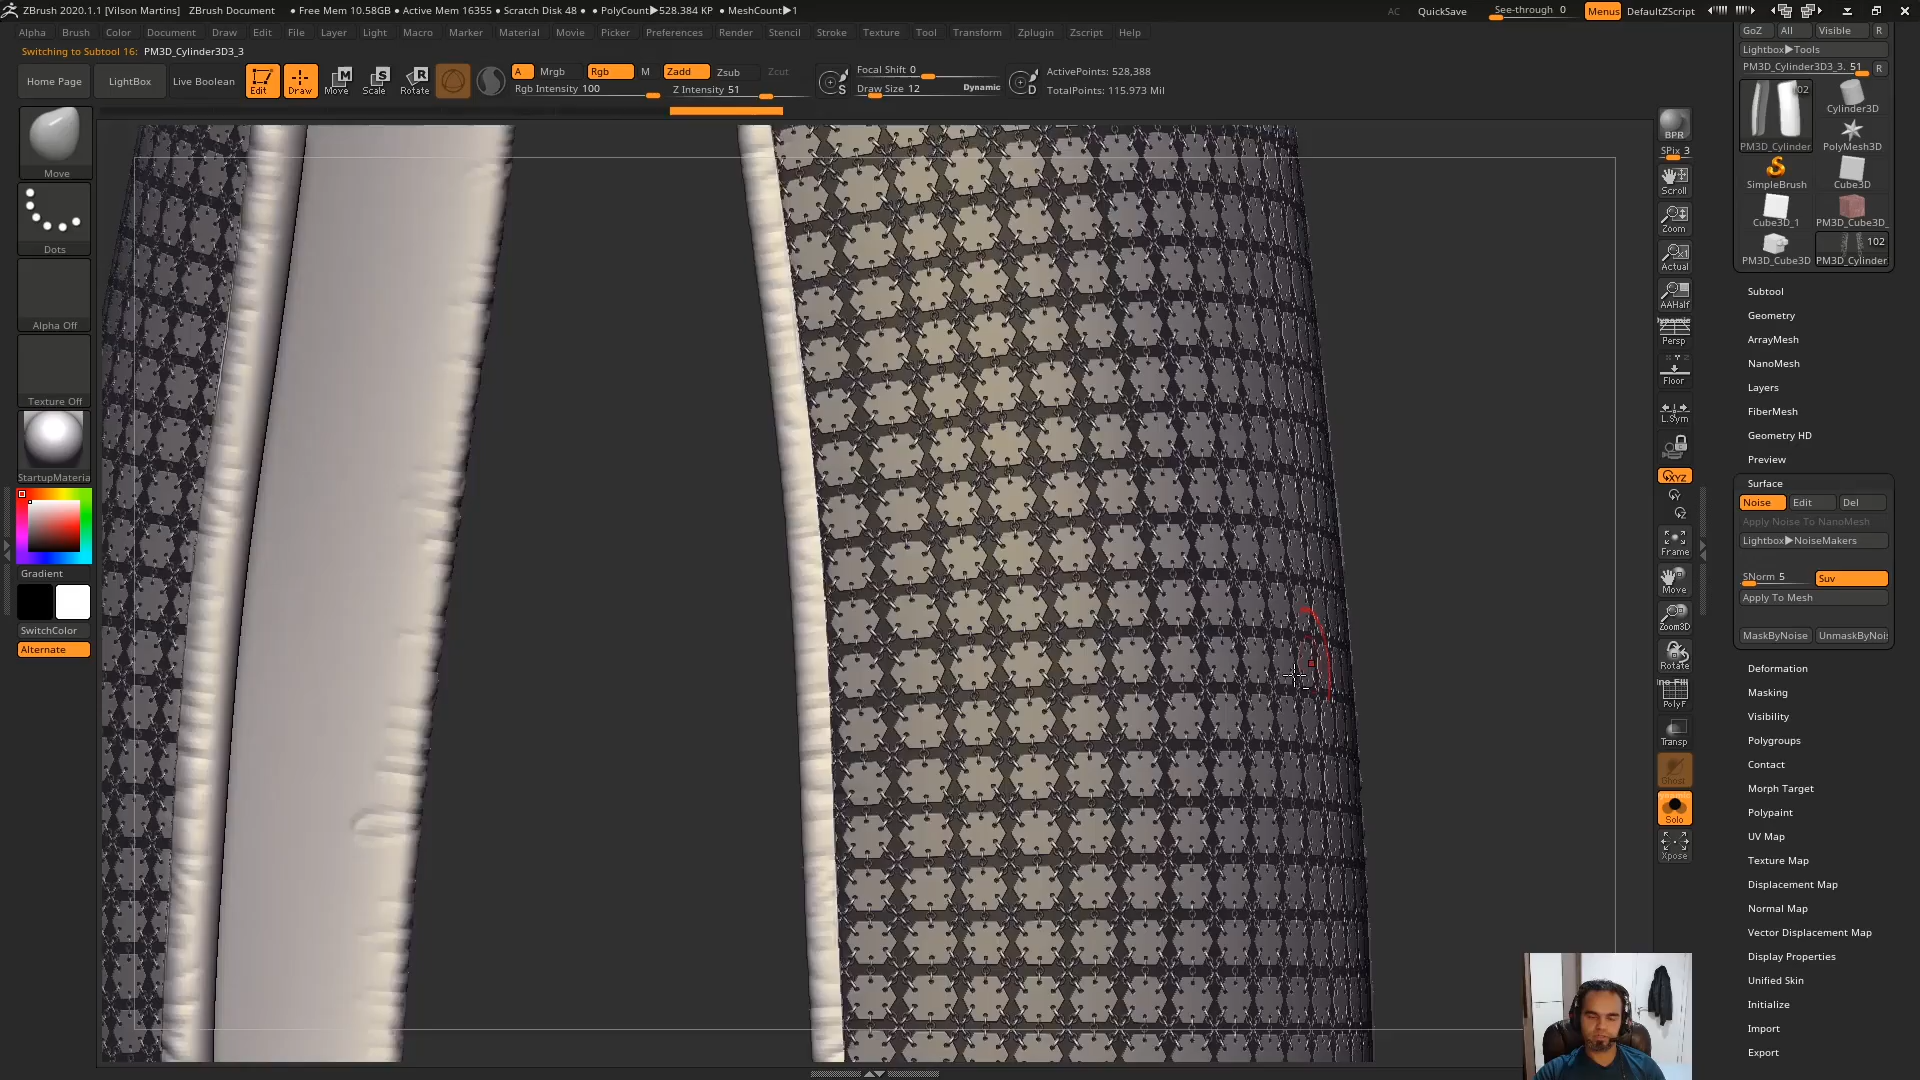 ZBrush 2020.1.1 [Vilson Martins] ZBrush Document • Free Mem 10.58GB • Active Mem 16355 • Scratch Disk 48 • PolyCount▶528.384 KP • MeshCount▶1 AC QuickSave See-through 0 Menus DefaultZScript
Alpha Brush Color Document Draw Edit File Layer Light Macro Marker Material Movie Picker Preferences Render Stencil Stroke Texture Tool Transform Zplugin Zscript Help
Switching to Subtool 16: PM3D_Cylinder3D3_3
Home Page LightBox Live Boolean Edit Draw Move Scale Rotate
A Mrgb Rgb M Zadd Zsub Zcut
Rgb Intensity 100 Z Intensity 51
S Focal Shift 0
Draw Size 12 Dynamic
D ActivePoints: 528,388
TotalPoints: 115.973 Mil
Move
Dots
Alpha Off
Texture Off
StartupMateria
Gradient
SwitchColor
Alternate
BPR
SPix 3
Scroll
Zoom
Actual
AAHalf
Persp
Floor
L.Sym
XYZ
Frame
Move
Zoom3D
Rotate
PolyF
Transp
Ghost
Solo
Xpose
GoZ All Visible R
Lightbox▶Tools
PM3D_Cylinder3D3_3. 51 R
102
Cylinder3D
PM3D_Cylinder PolyMesh3D
SimpleBrush Cube3D
Cube3D_1 PM3D_Cube3D_
102
PM3D_Cube3D PM3D_Cylinder
Subtool
Geometry
ArrayMesh
NanoMesh
Layers
FiberMesh
Geometry HD
Preview
Surface
Noise Edit Del
Apply Noise To NanoMesh
Lightbox▶NoiseMakers
SNorm 5 Suv
Apply To Mesh
MaskByNoise UnmaskByNoi
Deformation
Masking
Visibility
Polygroups
Contact
Morph Target
Polypaint
UV Map
Texture Map
Displacement Map
Normal Map
Vector Displacement Map
Display Properties
Unified Skin
Initialize
Import
Export